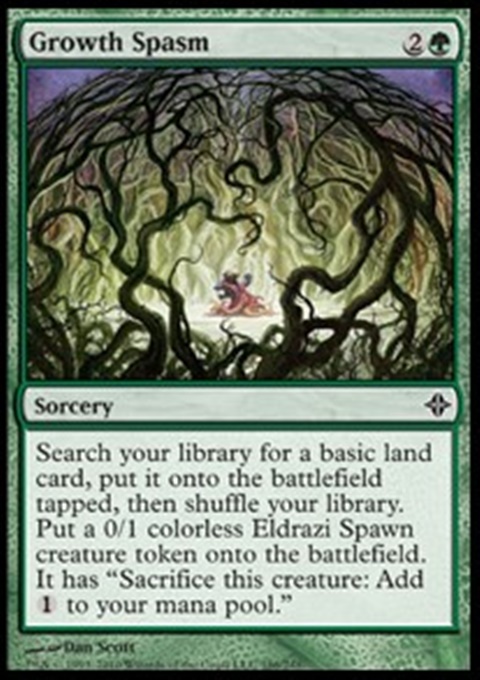 Growth Spasm 2
Sorcery
Search your library for a basic land
card, put it onto the battlefield
tapped, then shuffle your library.
Put a 0/1 colorless Eldrazi Spawn
creature token onto the battlefield.
It has “Sacrifice this creature: Add
1 to your mana pool.”
Dan Scott